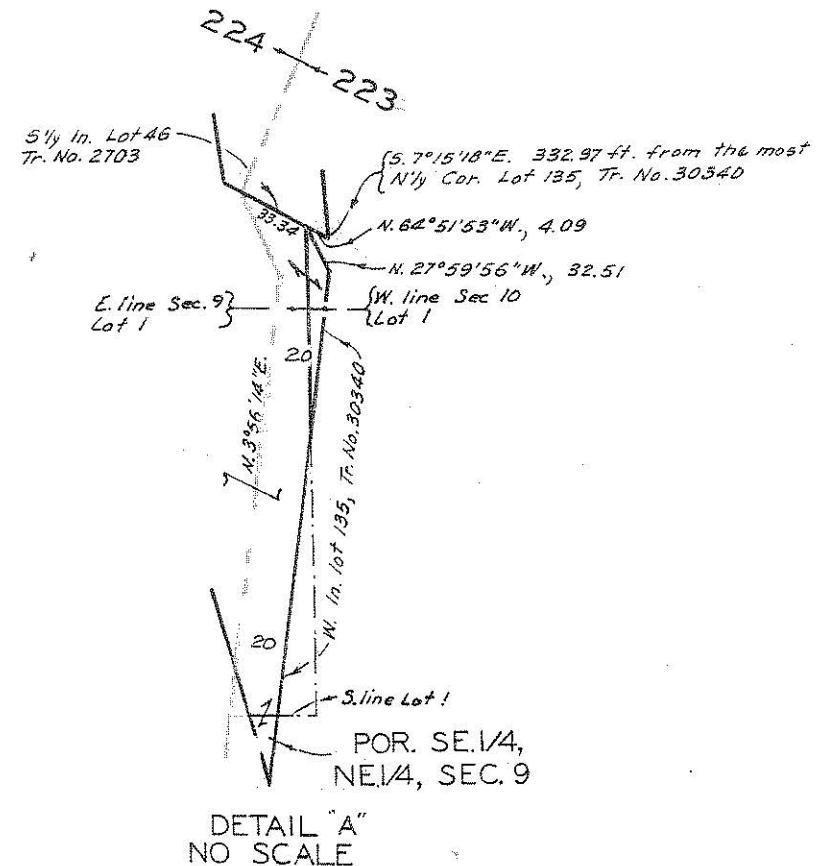 224
223
S'ly ln. Lot 46
Tr. No. 2703
S. 7°15'18"E. 332.97 ft. from the most
N'ly Cor. Lot 135, Tr. No. 30340
33.34
N. 64°51'53"W., 4.09
N. 27°59'56"W., 32.51
E. line Sec. 9
Lot 1
W. line Sec 10
Lot 1
20
N. 3°56'14"E.
W. ln. lot 135, Tr. No. 30340
20
S. line Lot 1
POR. SE.1/4,
NE.1/4, SEC. 9
DETAIL "A"
NO SCALE